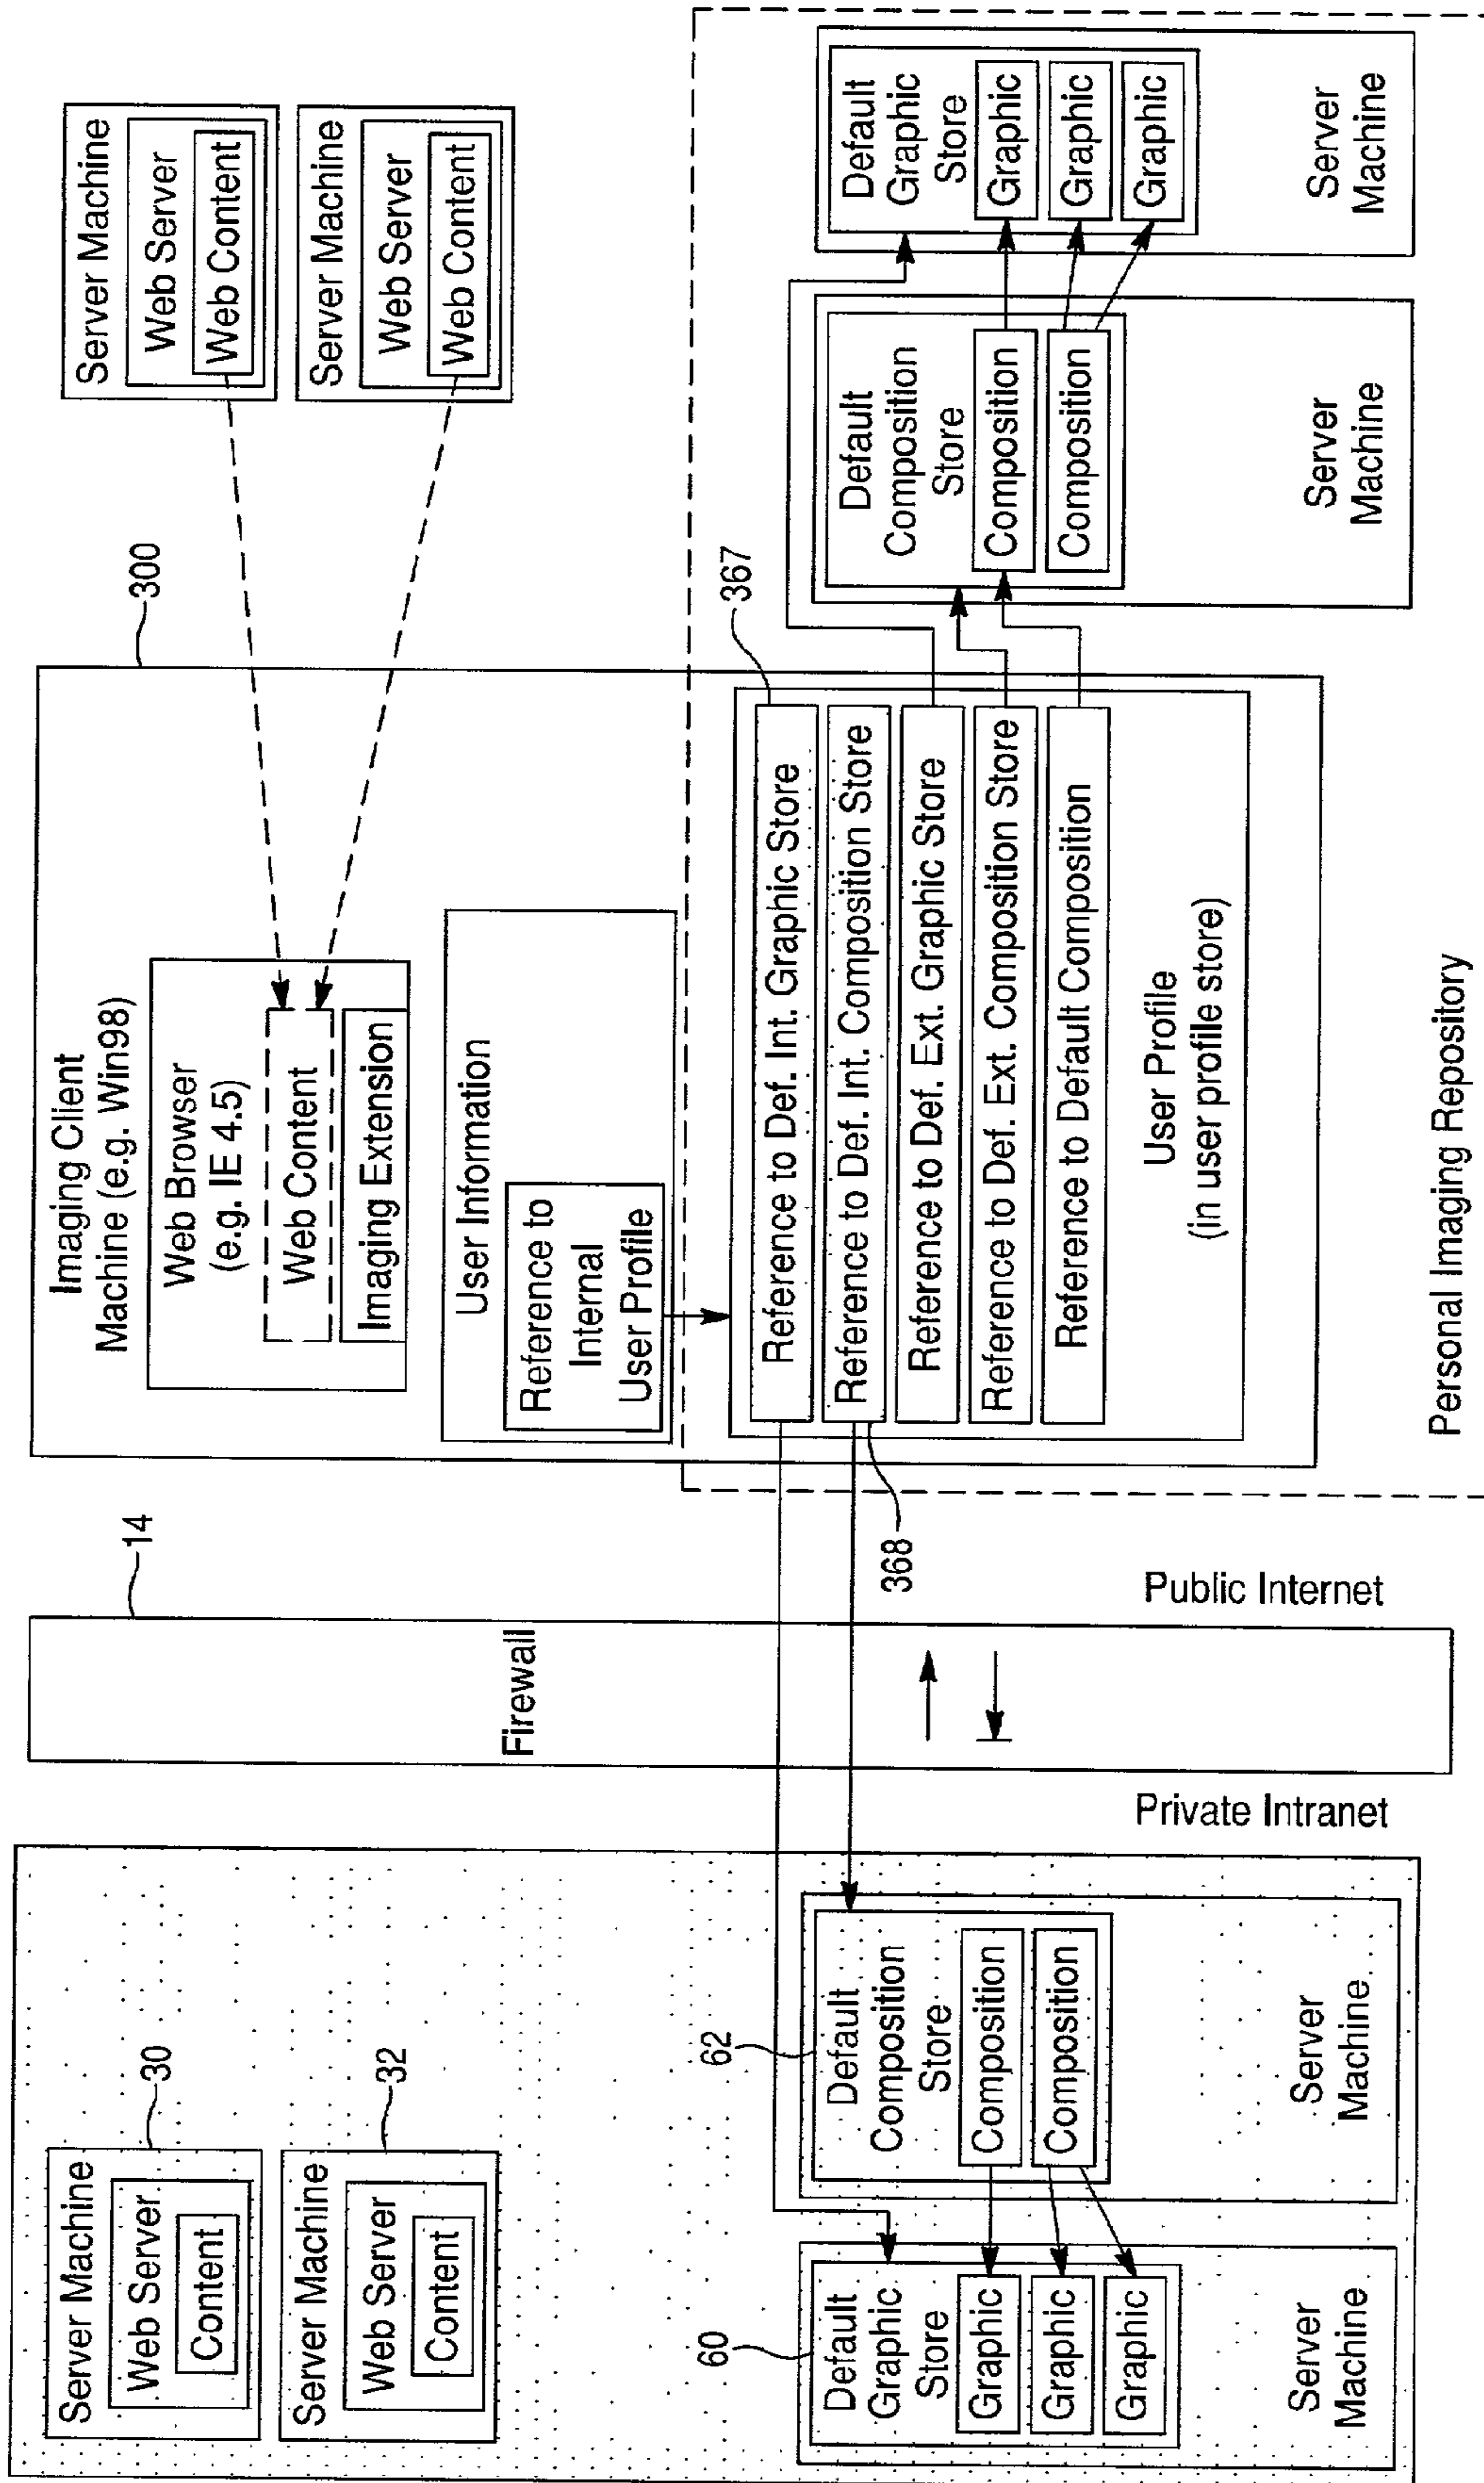 Server Machine
30
Web Server
Content
Server Machine
32
Web Server
Content
60
Default
Graphic
Store
Graphic
Graphic
Graphic
Server
Machine
62
Default
Composition
Store
Composition
Composition
Server
Machine
Private Intranet
Firewall
14
Public Internet
Imaging Client
Machine (e.g. Win98)
300
Web Browser
(e.g. IE 4.5)
Web Content
Imaging Extension
User Information
Reference to
Internal
User Profile
367
Reference to Def. Int. Graphic Store
Reference to Def. Int. Composition Store
368
Reference to Def. Ext. Graphic Store
Reference to Def. Ext. Composition Store
Reference to Default Composition
User Profile
(in user profile store)
Personal Imaging Repository
Server Machine
Web Server
Web Content
Server Machine
Web Server
Web Content
Default
Composition
Store
Composition
Composition
Server
Machine
Default
Graphic
Store
Graphic
Graphic
Graphic
Server
Machine